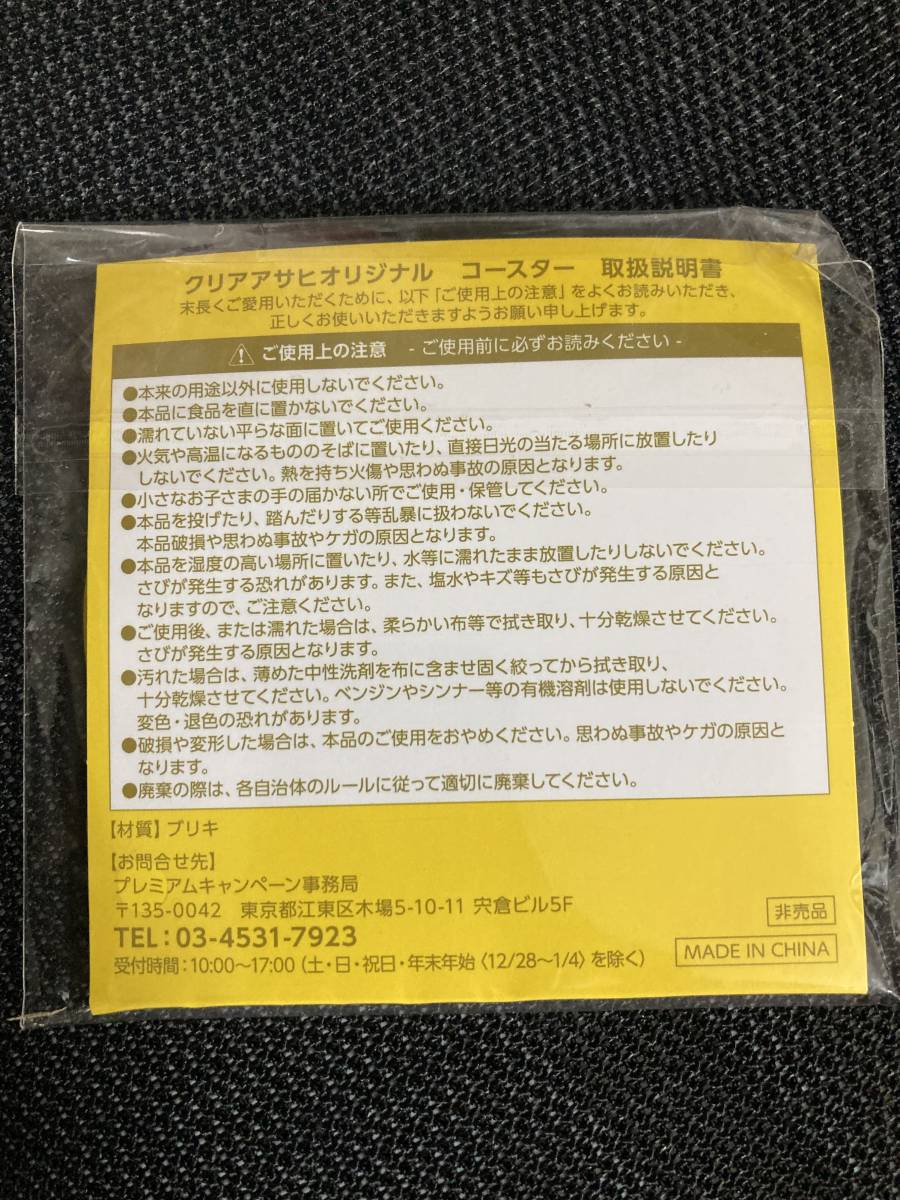 クリアアサヒオリジナル　コースター　取扱説明書
末長くご愛用いただくために、以下「ご使用上の注意」をよくお読みいただき、
正しくお使いいただきますようお願い申し上げます。
⚠ ご使用上の注意　- ご使用前に必ずお読みください -
●本来の用途以外に使用しないでください。
●本品に食品を直に置かないでください。
●濡れていない平らな面に置いてご使用ください。
●火気や高温になるもののそばに置いたり、直接日光の当たる場所に放置したり
しないでください。熱を持ち火傷や思わぬ事故の原因となります。
●小さなお子さまの手の届かない所でご使用・保管してください。
●本品を投げたり、踏んだりする等乱暴に扱わないでください。
本品破損や思わぬ事故やケガの原因となります。
●本品を湿度の高い場所に置いたり、水等に濡れたまま放置したりしないでください。
さびが発生する恐れがあります。また、塩水やキズ等もさびが発生する原因と
なりますので、ご注意ください。
●ご使用後、または濡れた場合は、柔らかい布等で拭き取り、十分乾燥させてください。
さびが発生する原因となります。
●汚れた場合は、薄めた中性洗剤を布に含ませ固く絞ってから拭き取り、
十分乾燥させてください。ベンジンやシンナー等の有機溶剤は使用しないでください。
変色・退色の恐れがあります。
●破損や変形した場合は、本品のご使用をおやめください。思わぬ事故やケガの原因と
なります。
●廃棄の際は、各自治体のルールに従って適切に廃棄してください。
【材質】ブリキ
【お問合せ先】
プレミアムキャンペーン事務局
〒135-0042　東京都江東区木場5-10-11 宍倉ビル5F
TEL：03-4531-7923
受付時間：10:00～17:00（土・日・祝日・年末年始〈12/28～1/4〉を除く）
非売品
MADE IN CHINA